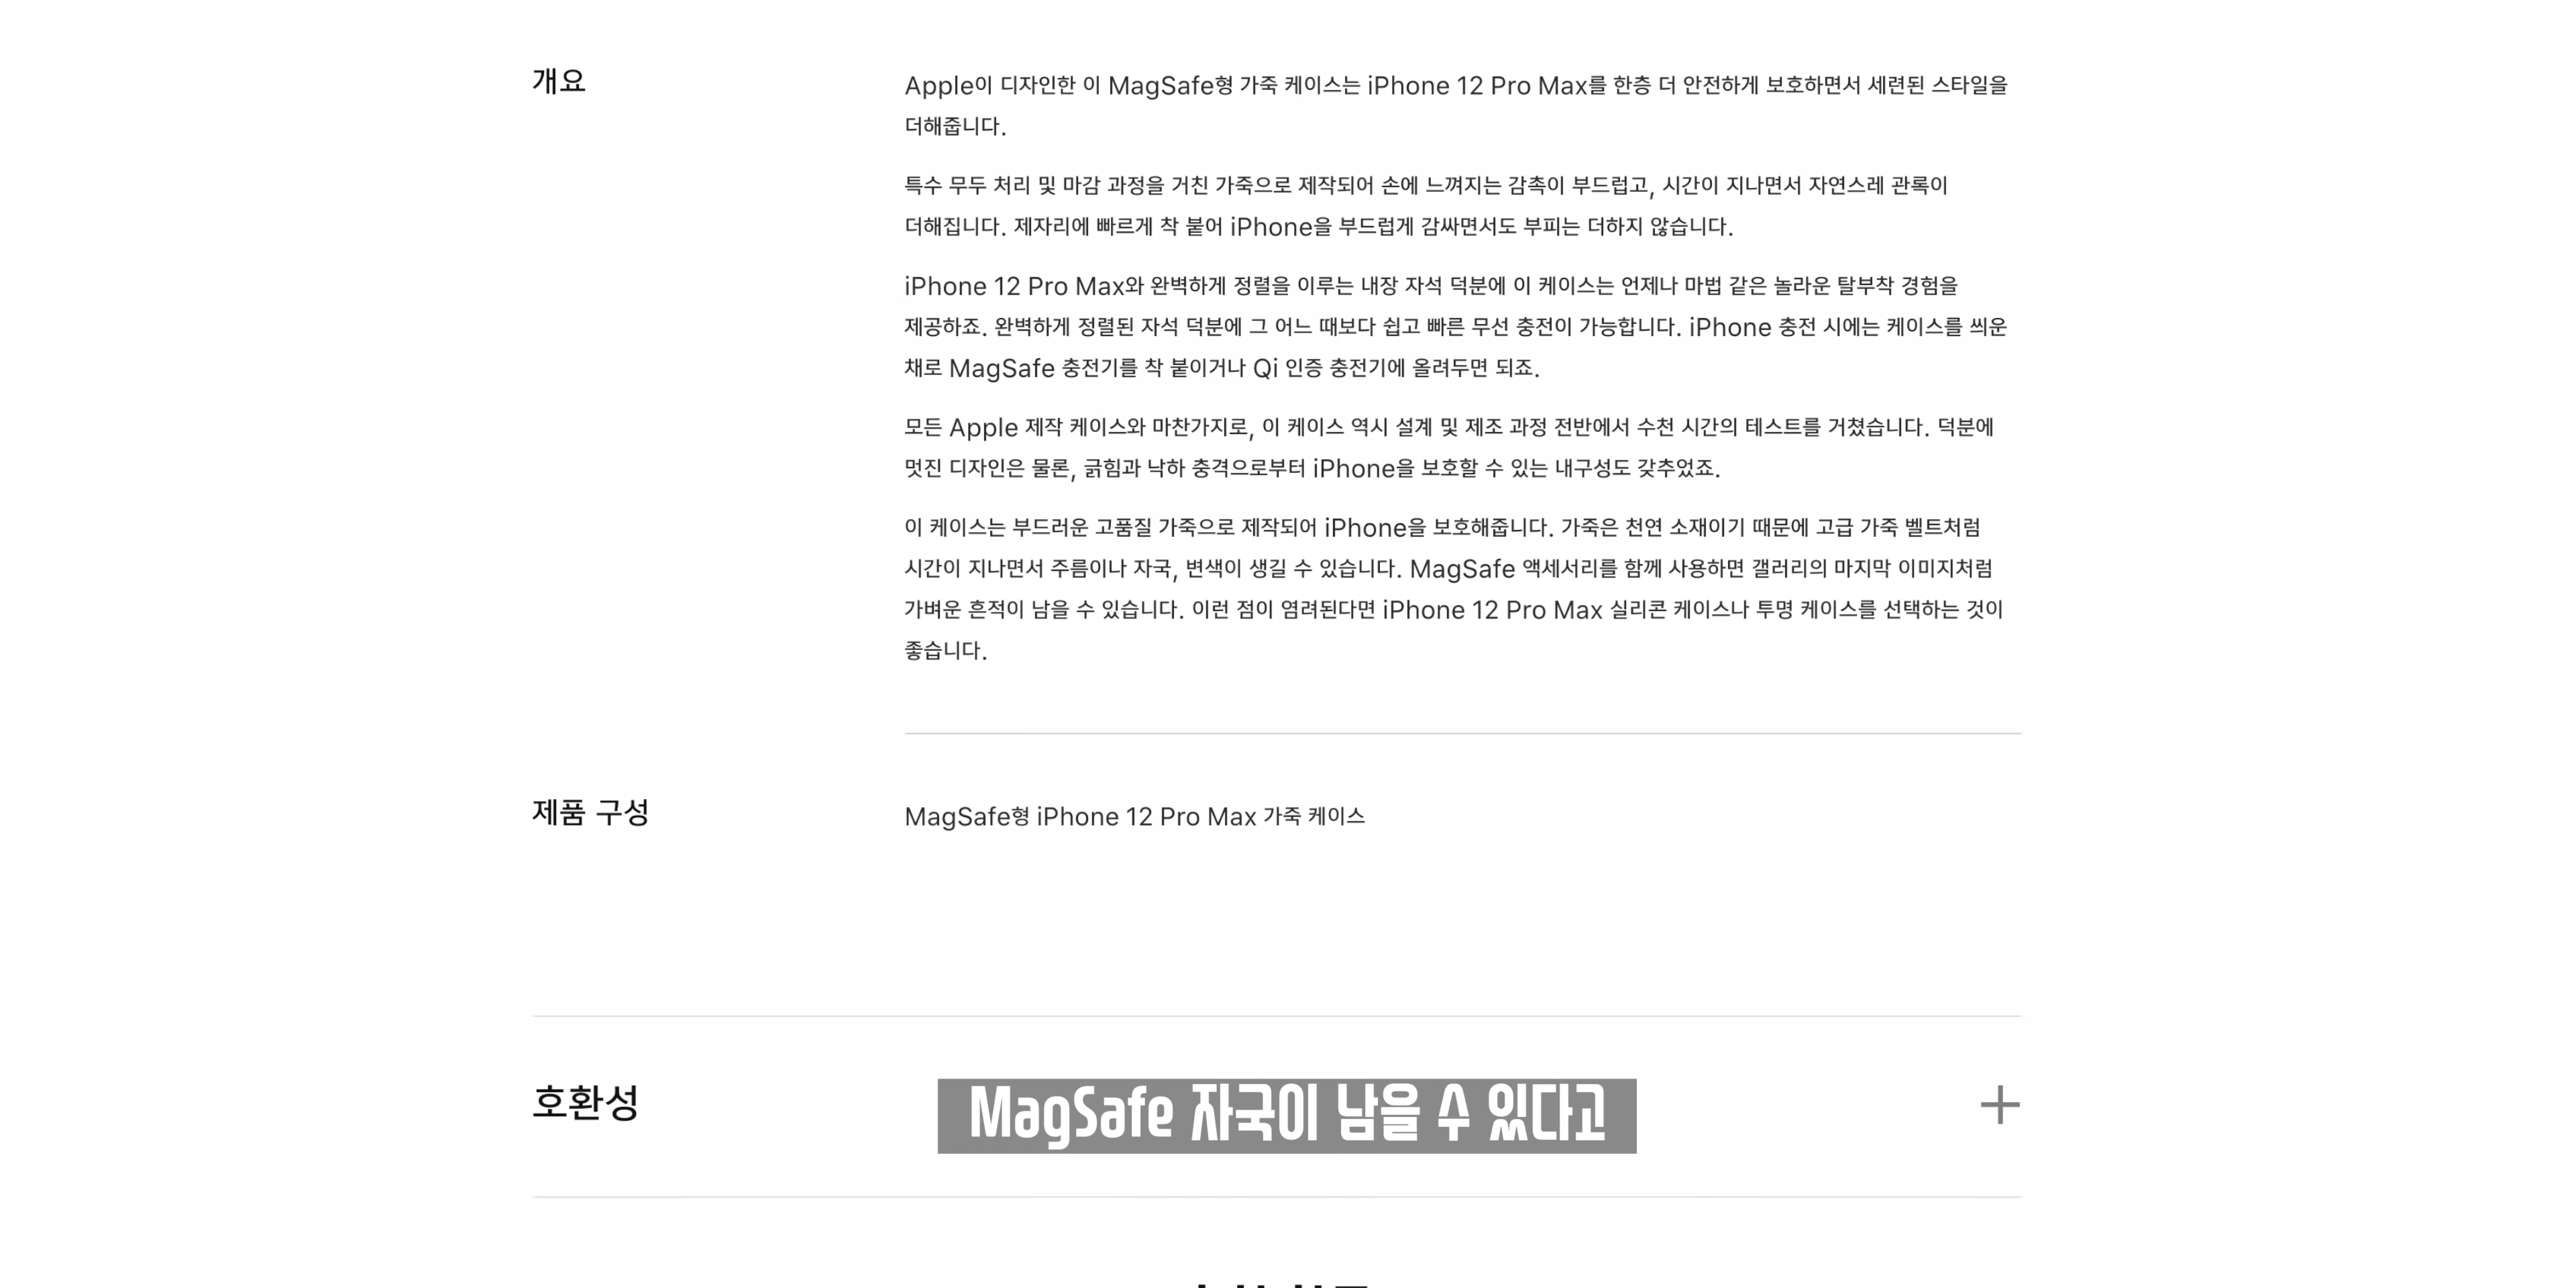 개요
Apple이 디자인한 이 MagSafe형 가죽 케이스는 iPhone 12 Pro Max를 한층 더 안전하게 보호하면서 세련된 스타일을
더해줍니다.
특수 무두 처리 및 마감 과정을 거친 가죽으로 제작되어 손에 느껴지는 감촉이 부드럽고, 시간이 지나면서 자연스레 관록이
더해집니다. 제자리에 빠르게 착 붙어 iPhone을 부드럽게 감싸면서도 부피는 더하지 않습니다.
iPhone 12 Pro Max와 완벽하게 정렬을 이루는 내장 자석 덕분에 이 케이스는 언제나 마법 같은 놀라운 탈부착 경험을
제공하죠. 완벽하게 정렬된 자석 덕분에 그 어느 때보다 쉽고 빠른 무선 충전이 가능합니다. iPhone 충전 시에는 케이스를 씌운
채로 MagSafe 충전기를 착 붙이거나 Qi 인증 충전기에 올려두면 되죠.
모든 Apple 제작 케이스와 마찬가지로, 이 케이스 역시 설계 및 제조 과정 전반에서 수천 시간의 테스트를 거쳤습니다. 덕분에
멋진 디자인은 물론, 긁힘과 낙하 충격으로부터 iPhone을 보호할 수 있는 내구성도 갖추었죠.
이 케이스는 부드러운 고품질 가죽으로 제작되어 iPhone을 보호해줍니다. 가죽은 천연 소재이기 때문에 고급 가죽 벨트처럼
시간이 지나면서 주름이나 자국, 변색이 생길 수 있습니다. MagSafe 액세서리를 함께 사용하면 갤러리의 마지막 이미지처럼
가벼운 흔적이 남을 수 있습니다. 이런 점이 염려된다면 iPhone 12 Pro Max 실리콘 케이스나 투명 케이스를 선택하는 것이
좋습니다.
제품 구성
MagSafe형 iPhone 12 Pro Max 가죽 케이스
호환성
MagSafe 자국이 남을 수 있다고